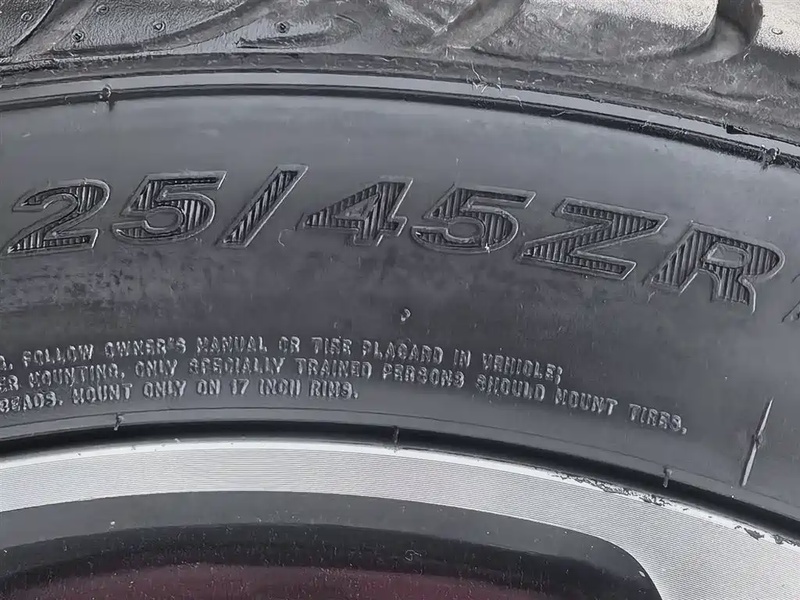 25/45ZR
FOLLOW OWNER'S MANUAL OR TIRE PLACARD IN VEHICLE;
MOUNTING. ONLY SPECIALLY TRAINED PERSONS SHOULD MOUNT TIRES.
BEADS. MOUNT ONLY ON 17 INCH RIMS.